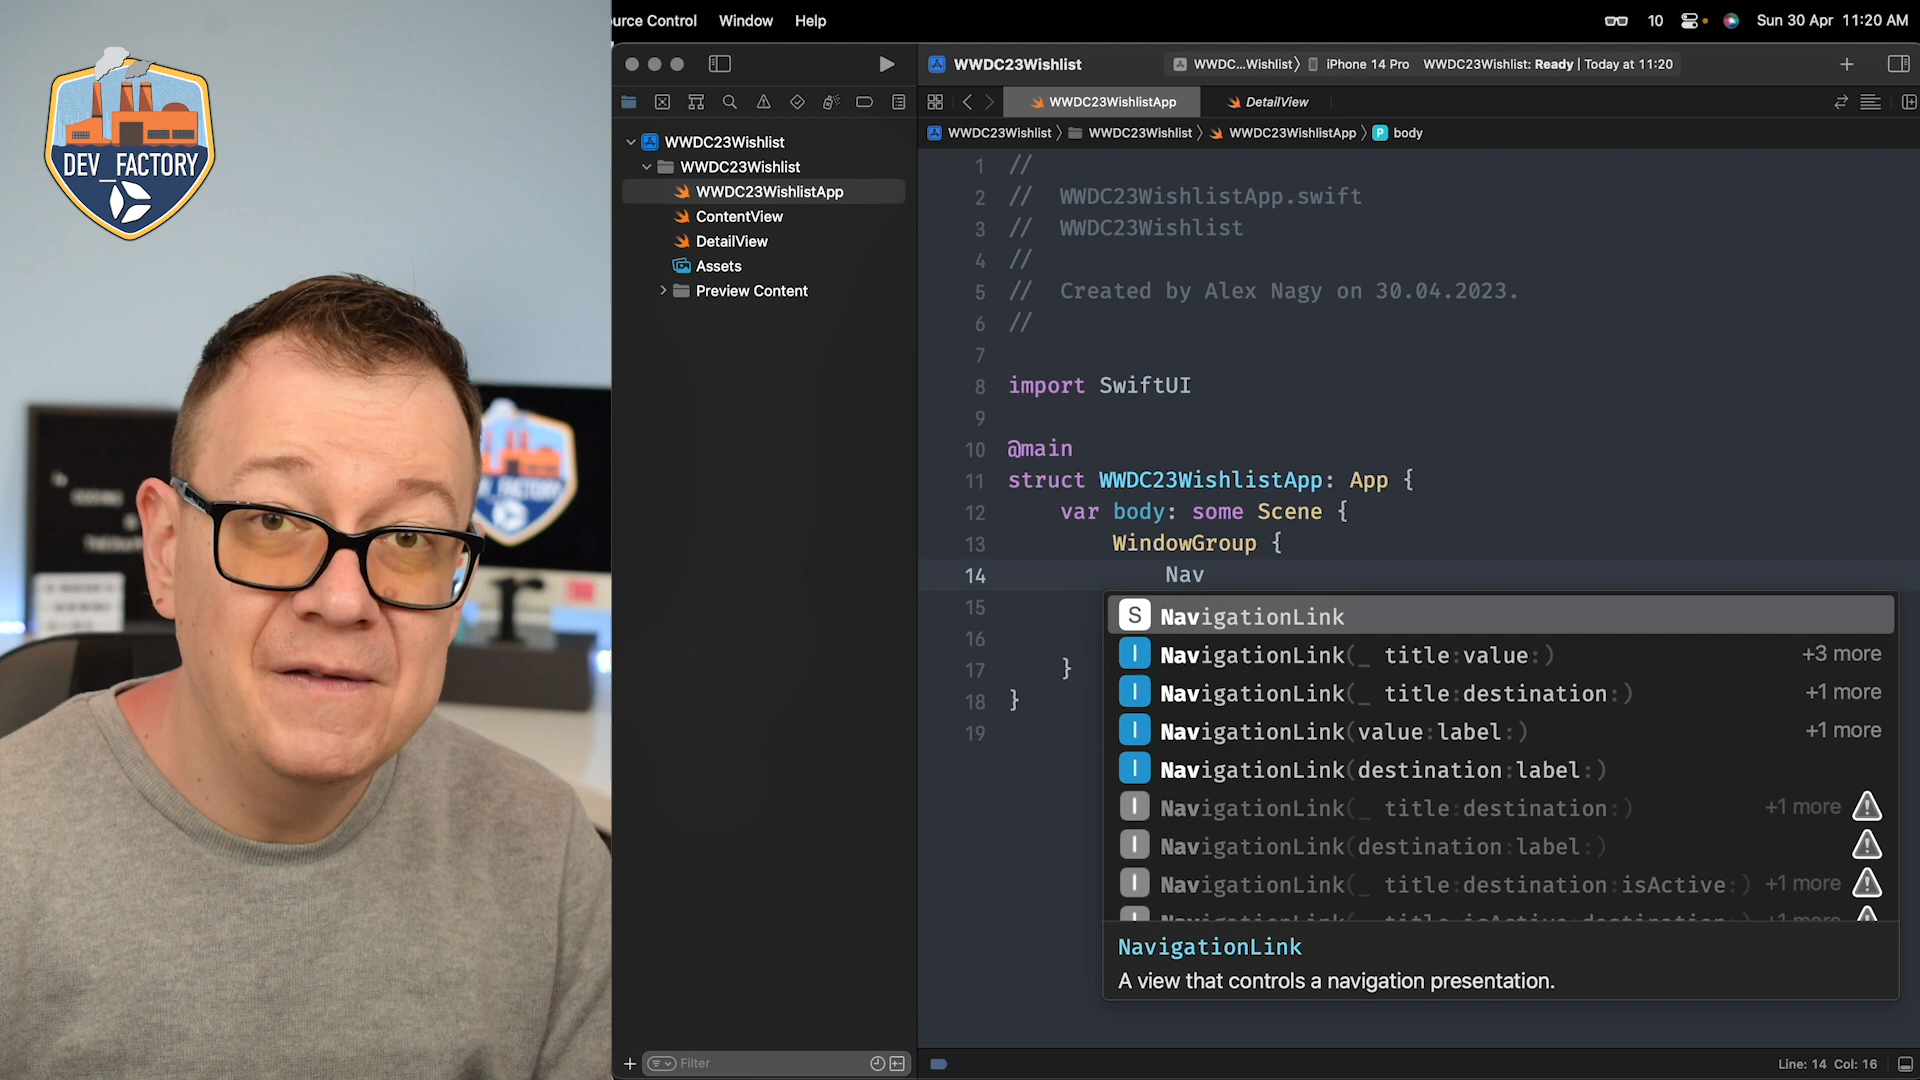 DEV_FACTORY
urce Control Window Help
10 Sun 30 Apr 11:20 AM
WWDC23Wishlist
WWDC...Wishlist iPhone 14 Pro WWDC23Wishlist: Ready | Today at 11:20
WWDC23WishlistApp
DetailView
WWDC23Wishlist WWDC23Wishlist WWDC23WishlistApp P body
WWDC23Wishlist
WWDC23Wishlist
WWDC23WishlistApp
ContentView
DetailView
Assets
Preview Content
1 //
2 // WWDC23WishlistApp.swift
3 // WWDC23Wishlist
4 //
5 // Created by Alex Nagy on 30.04.2023.
6 //
7
8 import SwiftUI
9
10 @main
11 struct WWDC23WishlistApp: App {
12 var body: some Scene {
13 WindowGroup {
14 Nav
15
16
17 }
18 }
19
S NavigationLink
I NavigationLink(_ title:value:) +3 more
I NavigationLink(_ title:destination:) +1 more
I NavigationLink(value:label:) +1 more
I NavigationLink(destination:label:)
I NavigationLink(_ title:destination:) +1 more
I NavigationLink(destination:label:)
I NavigationLink(_ title:destination:isActive:) +1 more
NavigationLink
A view that controls a navigation presentation.
Filter
Line: 14 Col: 16